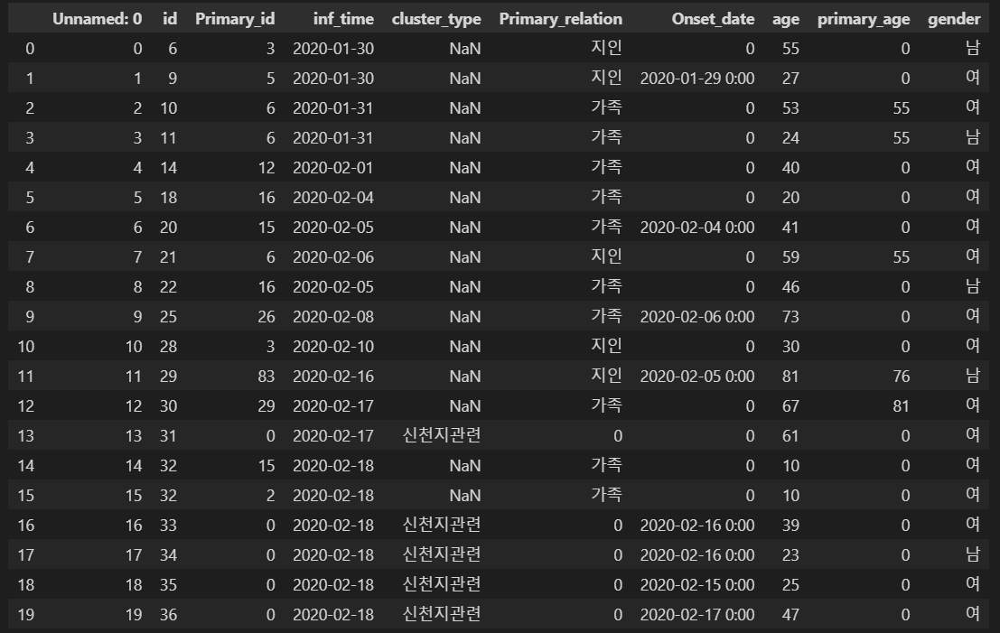 Unnamed: 0 id Primary_id inf_time cluster_type Primary_relation Onset_date age primary_age gender
0 0 6 3 2020-01-30 NaN 지인 0 55 0 남
1 1 9 5 2020-01-30 NaN 지인 2020-01-29 0:00 27 0 여
2 2 10 6 2020-01-31 NaN 가족 0 53 55 여
3 3 11 6 2020-01-31 NaN 가족 0 24 55 남
4 4 14 12 2020-02-01 NaN 가족 0 40 0 여
5 5 18 16 2020-02-04 NaN 가족 0 20 0 여
6 6 20 15 2020-02-05 NaN 가족 2020-02-04 0:00 41 0 여
7 7 21 6 2020-02-06 NaN 지인 0 59 55 여
8 8 22 16 2020-02-05 NaN 가족 0 46 0 남
9 9 25 26 2020-02-08 NaN 가족 2020-02-06 0:00 73 0 여
10 10 28 3 2020-02-10 NaN 지인 0 30 0 여
11 11 29 83 2020-02-16 NaN 지인 2020-02-05 0:00 81 76 남
12 12 30 29 2020-02-17 NaN 가족 0 67 81 여
13 13 31 0 2020-02-17 신천지관련 0 0 61 0 여
14 14 32 15 2020-02-18 NaN 가족 0 10 0 여
15 15 32 2 2020-02-18 NaN 가족 0 10 0 여
16 16 33 0 2020-02-18 신천지관련 0 2020-02-16 0:00 39 0 여
17 17 34 0 2020-02-18 신천지관련 0 2020-02-16 0:00 23 0 남
18 18 35 0 2020-02-18 신천지관련 0 2020-02-15 0:00 25 0 여
19 19 36 0 2020-02-18 신천지관련 0 2020-02-17 0:00 47 0 여